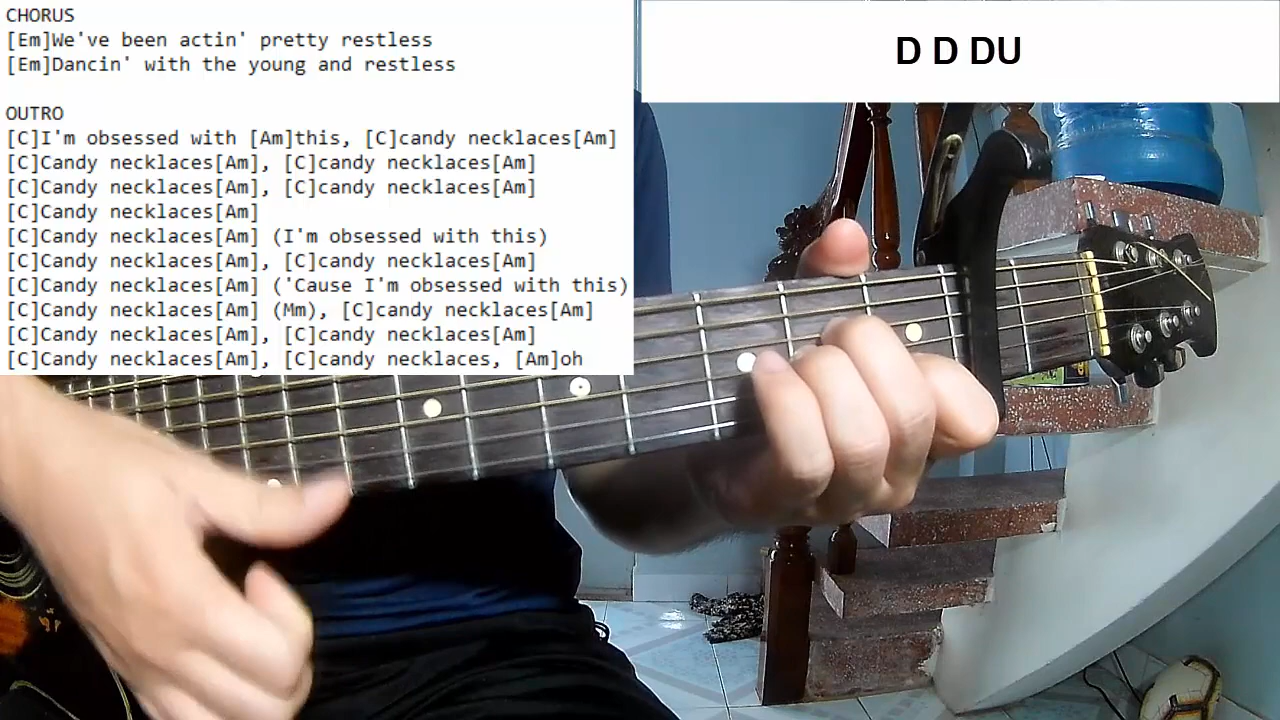 CHORUS
[Em]We've been actin' pretty restless
[Em]Dancin' with the young and restless
OUTRO
[C]I'm obsessed with [Am]this, [C]candy necklaces[Am]
[C]Candy necklaces[Am], [C]candy necklaces[Am]
[C]Candy necklaces[Am], [C]candy necklaces[Am]
[C]Candy necklaces[Am]
[C]Candy necklaces[Am] (I'm obsessed with this)
[C]Candy necklaces[Am], [C]candy necklaces[Am]
[C]Candy necklaces[Am] ('Cause I'm obsessed with this)
[C]Candy necklaces[Am] (Mm), [C]candy necklaces[Am]
[C]Candy necklaces[Am], [C]candy necklaces[Am]
[C]Candy necklaces[Am], [C]candy necklaces, [Am]oh
D D DU